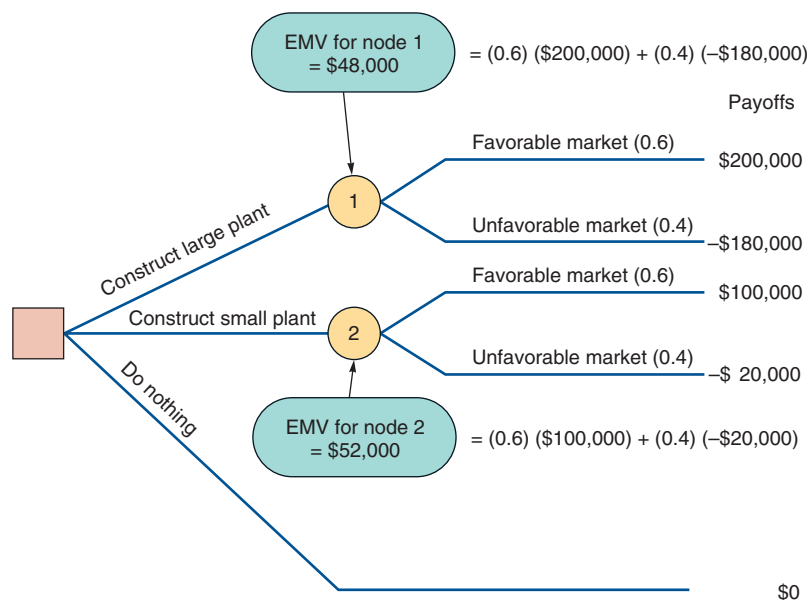 EMV for node 1
= $48,000
= (0.6) ($200,000) + (0.4) (–$180,000)
Payoffs
Favorable market (0.6)
$200,000
1
Construct large plant
Unfavorable market (0.4)
–$180,000
Favorable market (0.6)
$100,000
Construct small plant
2
Unfavorable market (0.4)
–$ 20,000
Do nothing
EMV for node 2
= $52,000
= (0.6) ($100,000) + (0.4) (–$20,000)
$0